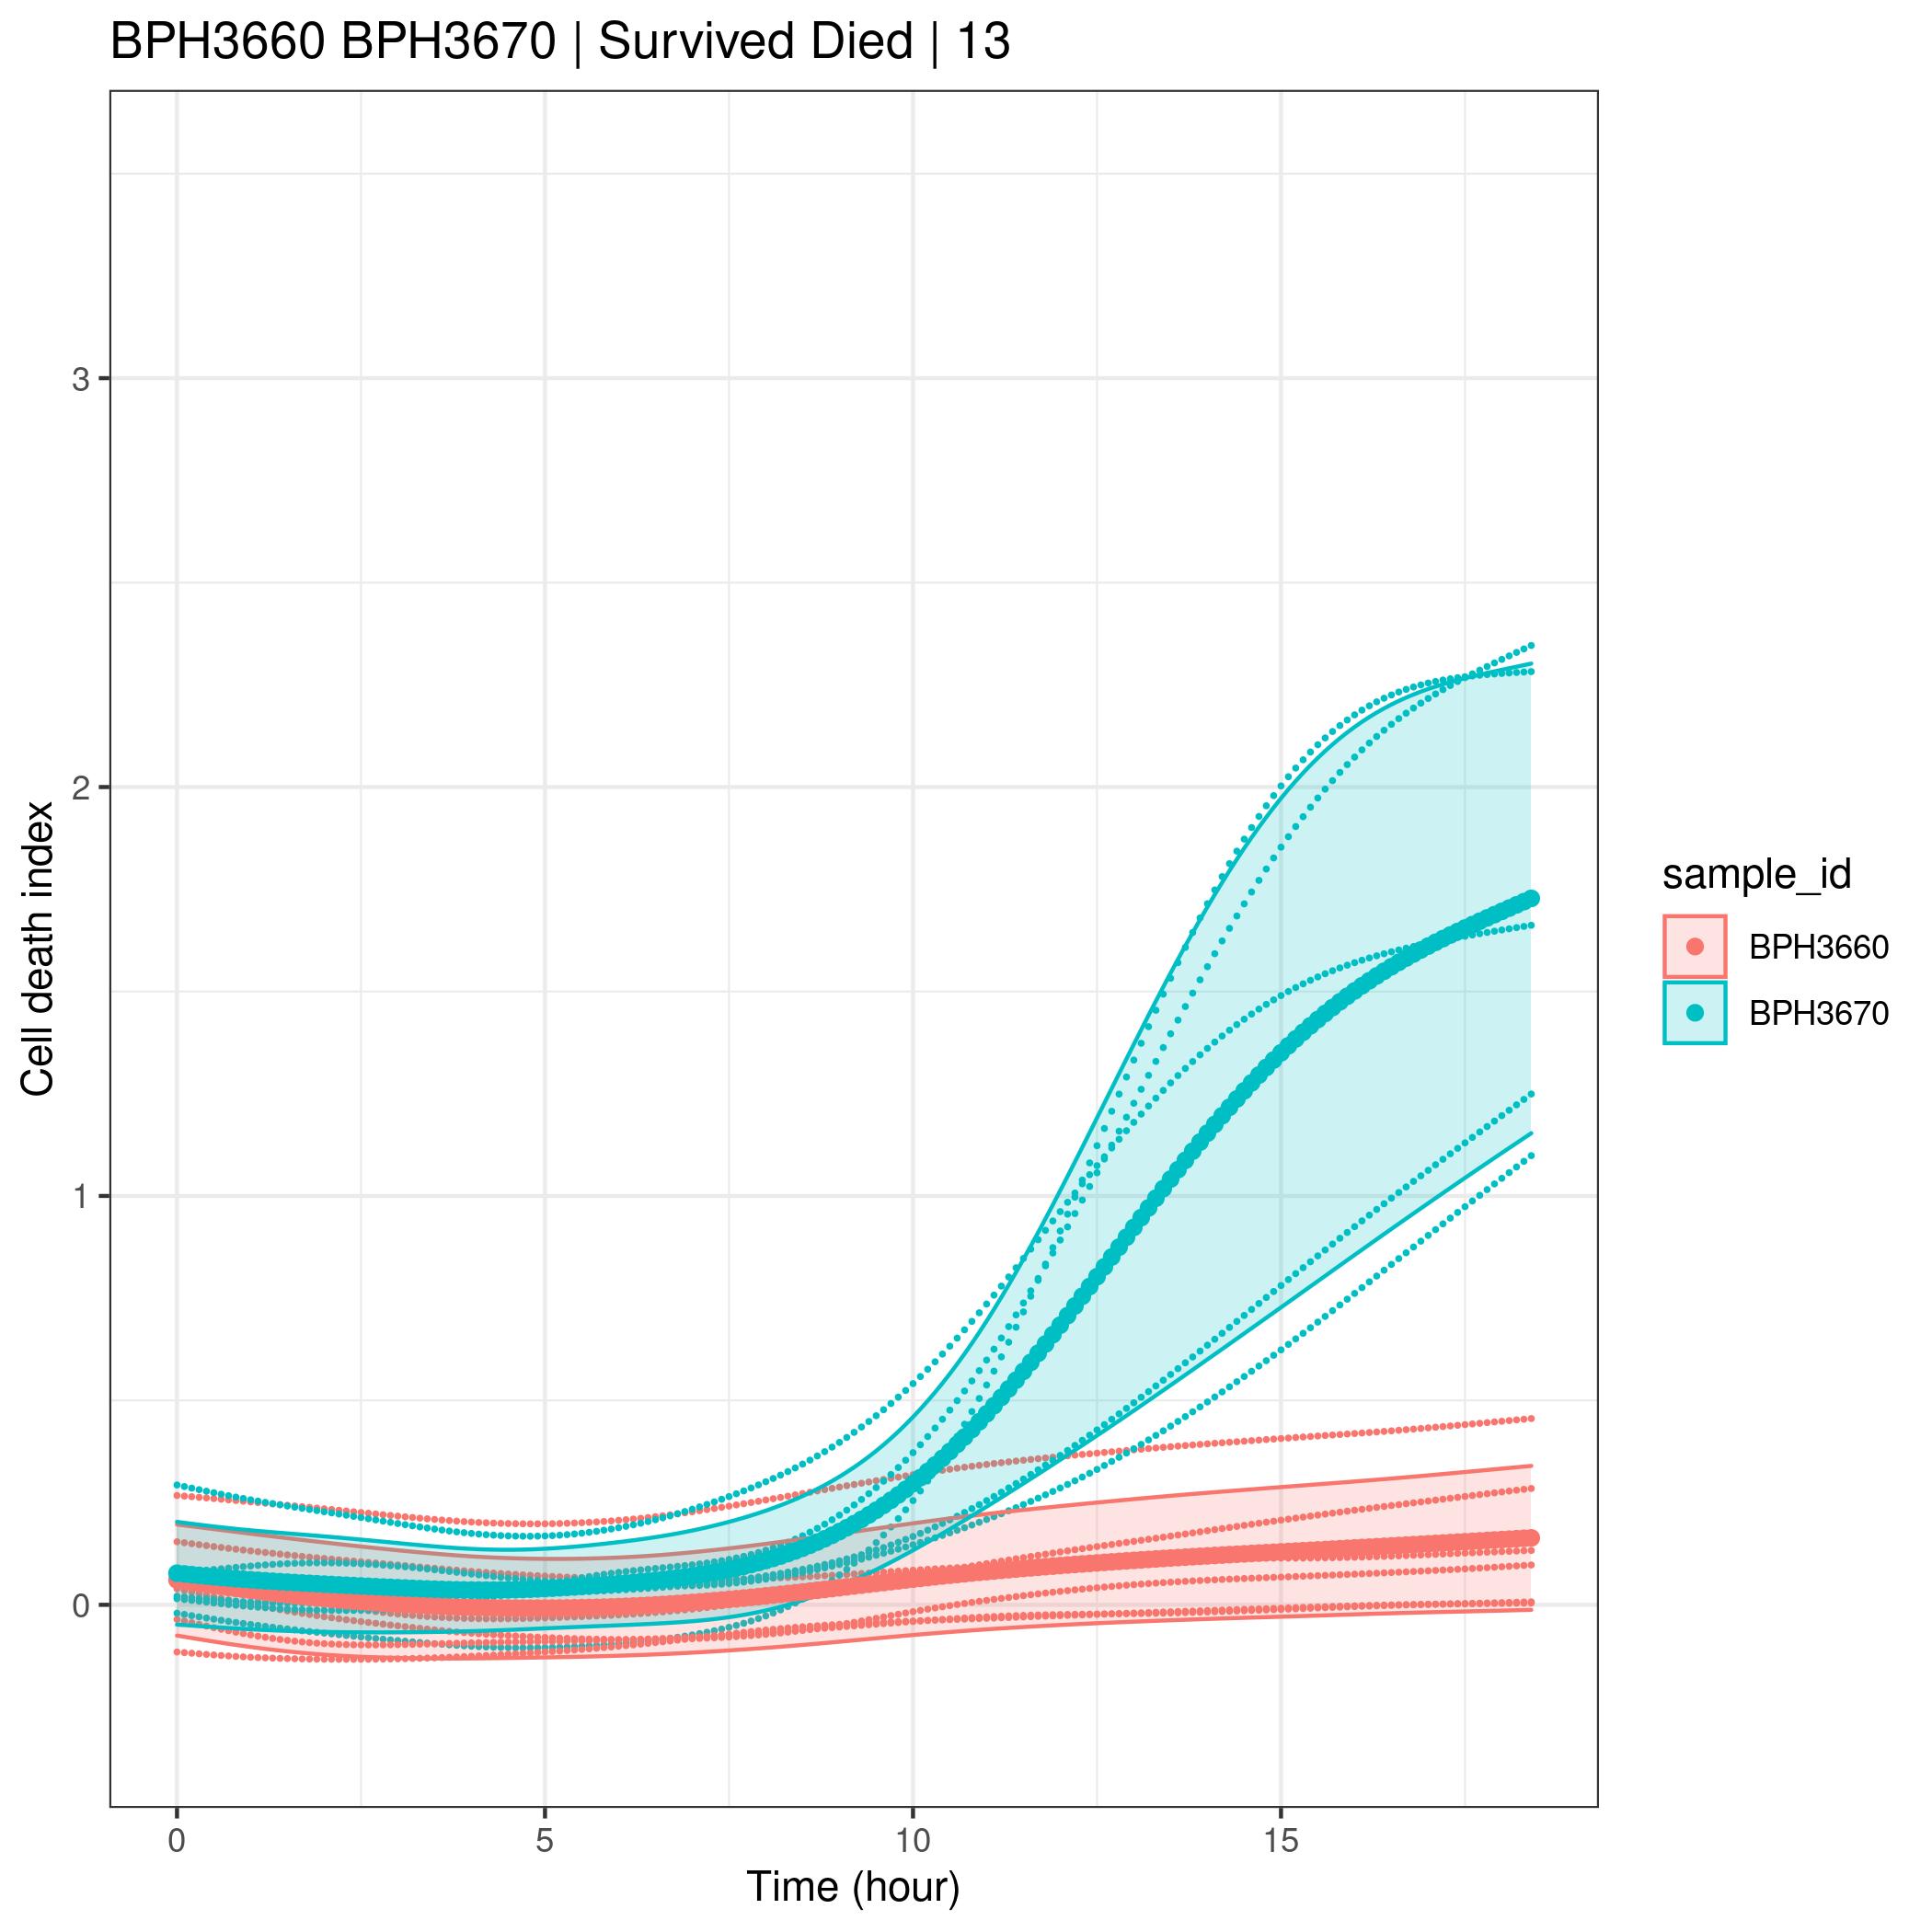 BPH3660 BPH3670 | Survived Died | 13
Cell death index
3
2
1
0
0
5
10
15
Time (hour)
sample_id
BPH3660
BPH3670